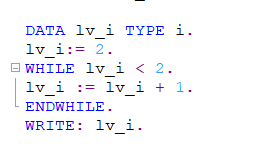 DATA lv_i TYPE i.
lv_i:= 2.
WHILE lv_i < 2.
lv_i := lv_i + 1.
ENDWHILE.
WRITE: lv_i.